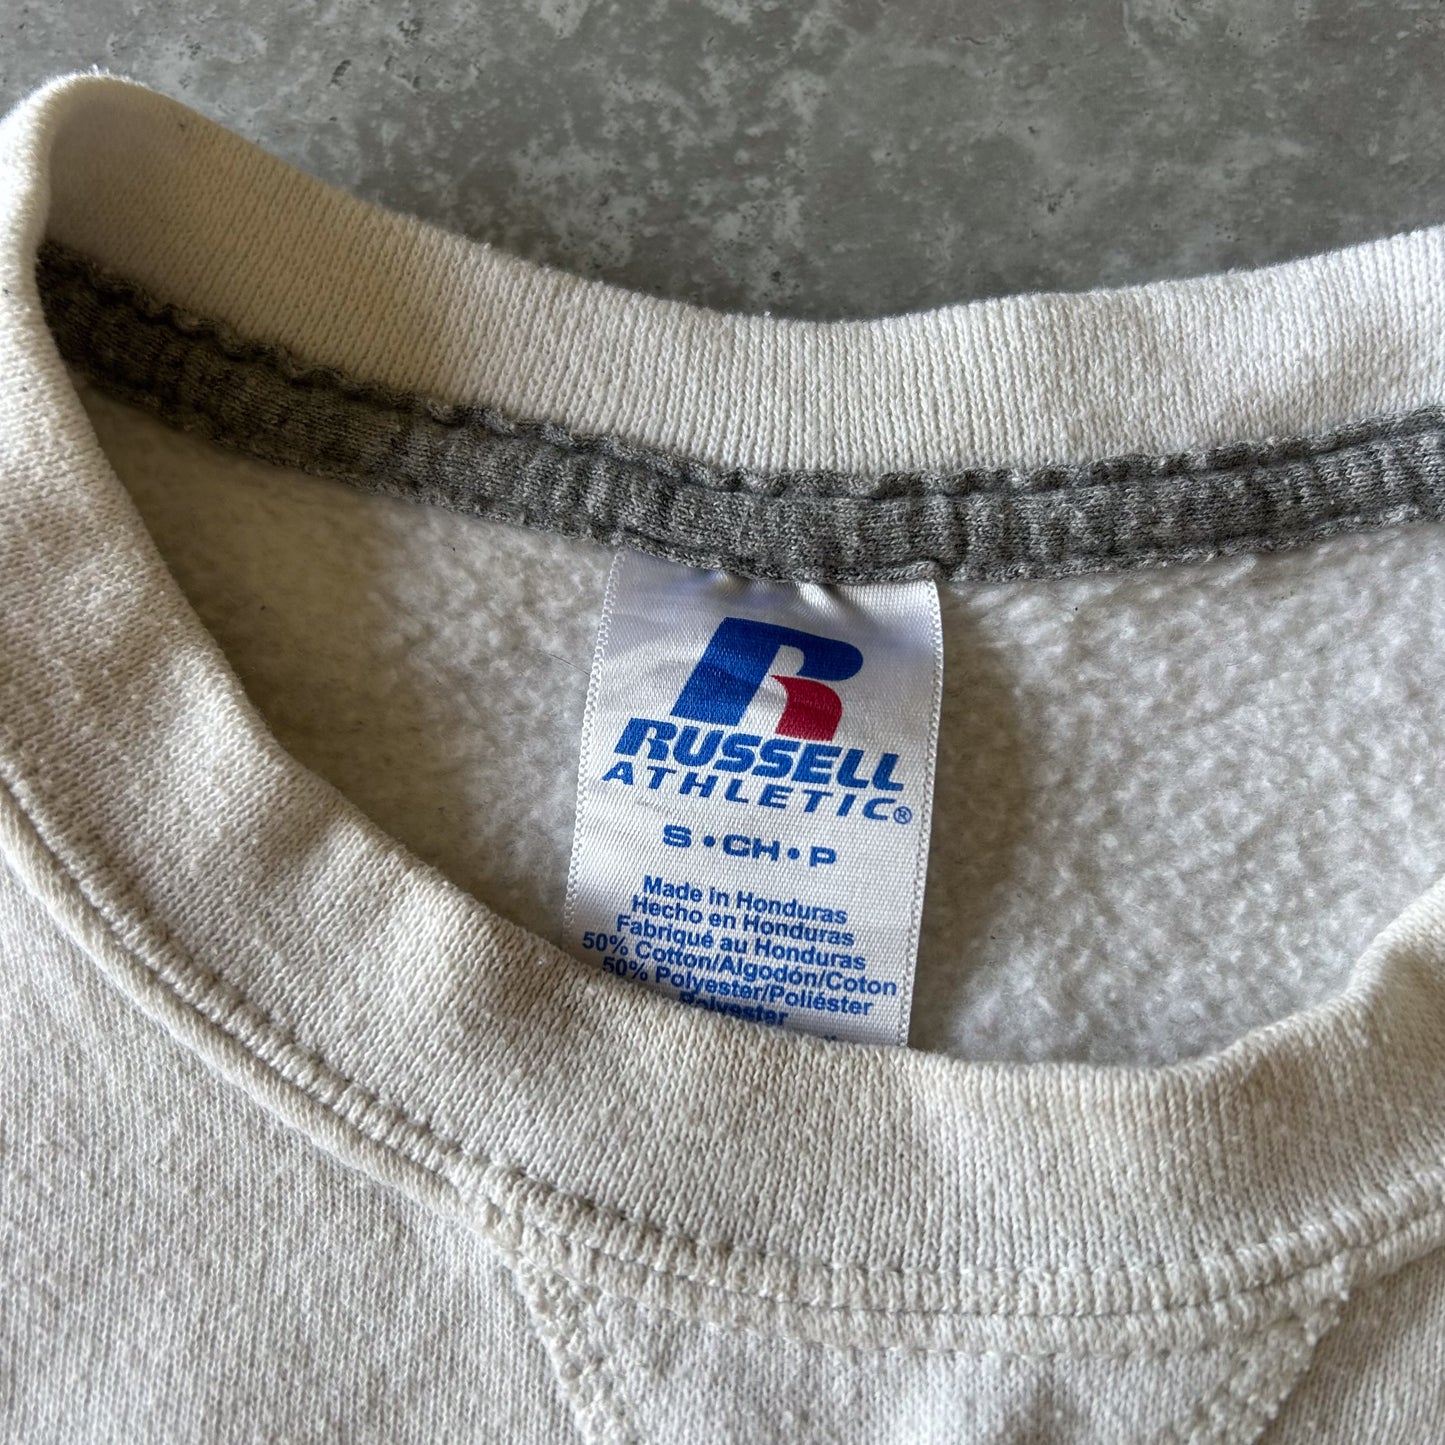 R
RUSSELL
ATHLETIC®
S•CH•P
Made in Honduras
Hecho en Honduras
Fabriqué au Honduras
50% Cotton/Algodón/Coton
50% Polyester/Poliéster
Polyester